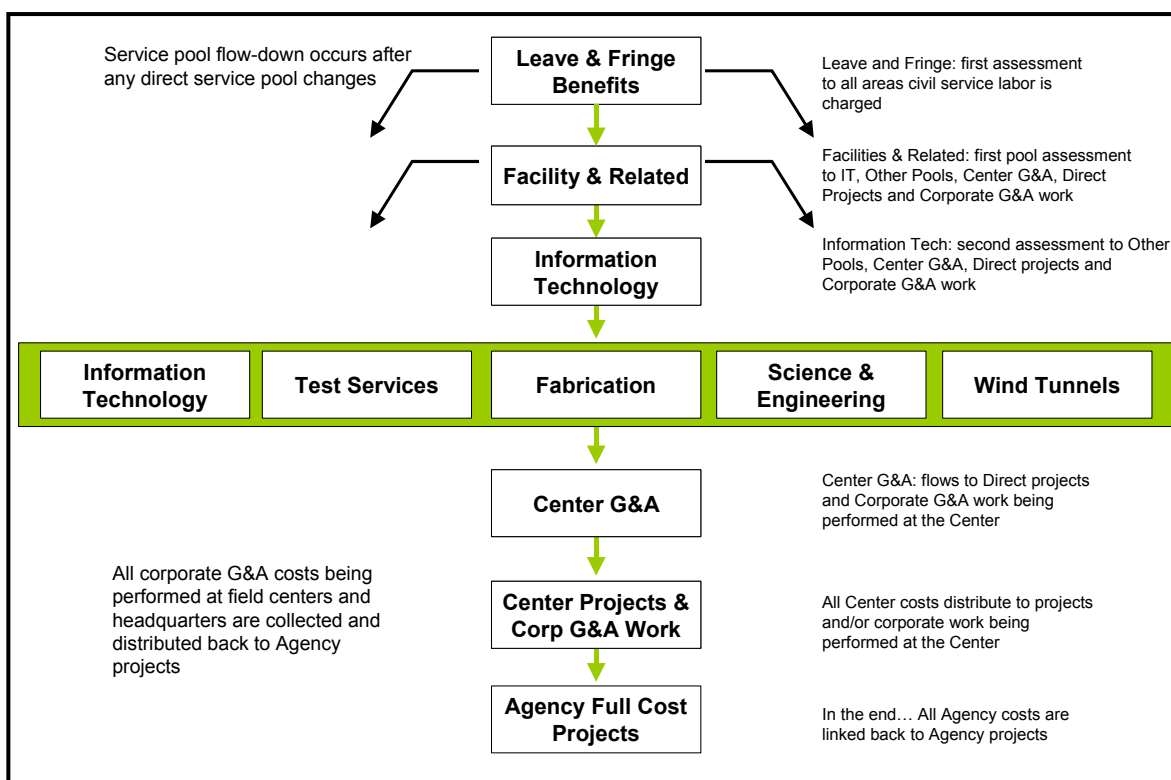 Service pool flow-down occurs after
any direct service pool changes
Leave & Fringe
Benefits
Leave and Fringe: first assessment
to all areas civil service labor is
charged
Facility & Related
Facilities & Related: first pool assessment
to IT, Other Pools, Center G&A, Direct
Projects and Corporate G&A work
Information
Technology
Information Tech: second assessment to Other
Pools, Center G&A, Direct projects and
Corporate G&A work
Information
Technology
Test Services
Fabrication
Science &
Engineering
Wind Tunnels
Center G&A
Center G&A: flows to Direct projects
and Corporate G&A work being
performed at the Center
All corporate G&A costs being
performed at field centers and
headquarters are collected and
distributed back to Agency
projects
Center Projects &
Corp G&A Work
All Center costs distribute to projects
and/or corporate work being
performed at the Center
Agency Full Cost
Projects
In the end… All Agency costs are
linked back to Agency projects